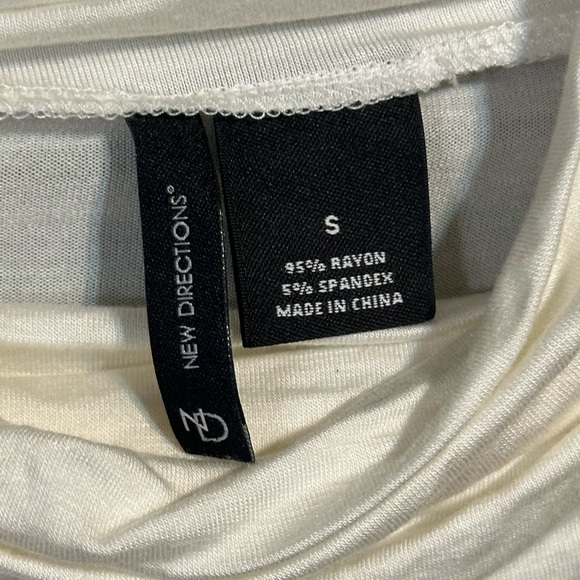 NEW DIRECTIONS®
ND
S
95% RAYON
5% SPANDEX
MADE IN CHINA